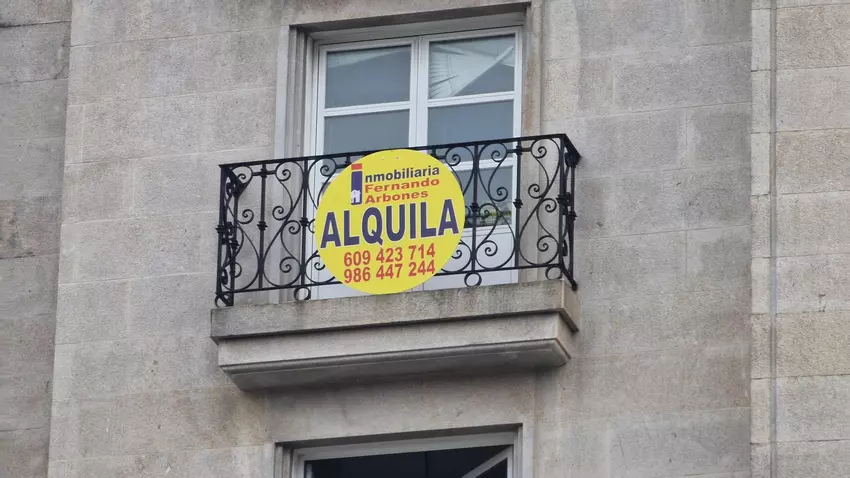 inmobiliaria
Fernando
Arbones
ALQUILA
609 423 714
986 447 244